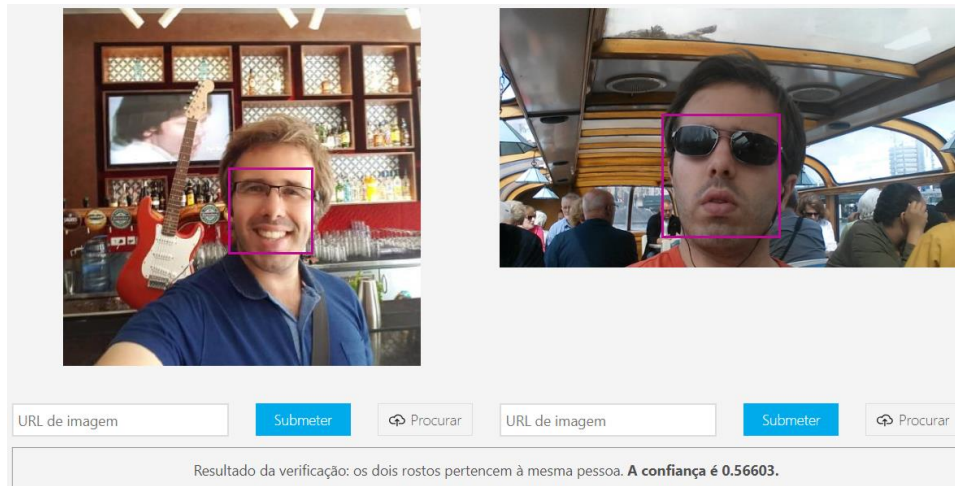 URL de imagem
Submeter
Procurar
URL de imagem
Submeter
Procurar
Resultado da verificação: os dois rostos pertencem à mesma pessoa. A confiança é 0.56603.